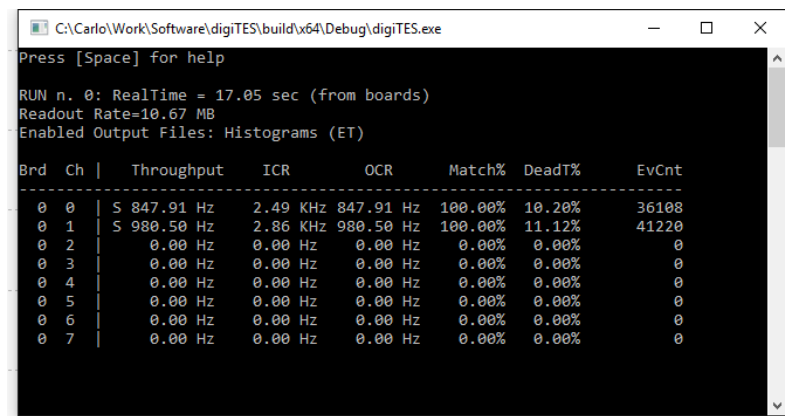 C:\Carlo\Work\Software\digiTES\build\x64\Debug\digiTES.exe
Press [Space] for help
RUN n. 0: RealTime = 17.05 sec (from boards)
Readout Rate=10.67 MB
Enabled Output Files: Histograms (ET)
Brd Ch | Throughput ICR OCR Match% DeadT% EvCnt
----------------------------------------------------------------------
0 0 | S 847.91 Hz 2.49 KHz 847.91 Hz 100.00% 10.20% 36108
0 1 | S 980.50 Hz 2.86 KHz 980.50 Hz 100.00% 11.12% 41220
0 2 | 0.00 Hz 0.00 Hz 0.00 Hz 0.00% 0.00% 0
0 3 | 0.00 Hz 0.00 Hz 0.00 Hz 0.00% 0.00% 0
0 4 | 0.00 Hz 0.00 Hz 0.00 Hz 0.00% 0.00% 0
0 5 | 0.00 Hz 0.00 Hz 0.00 Hz 0.00% 0.00% 0
0 6 | 0.00 Hz 0.00 Hz 0.00 Hz 0.00% 0.00% 0
0 7 | 0.00 Hz 0.00 Hz 0.00 Hz 0.00% 0.00% 0